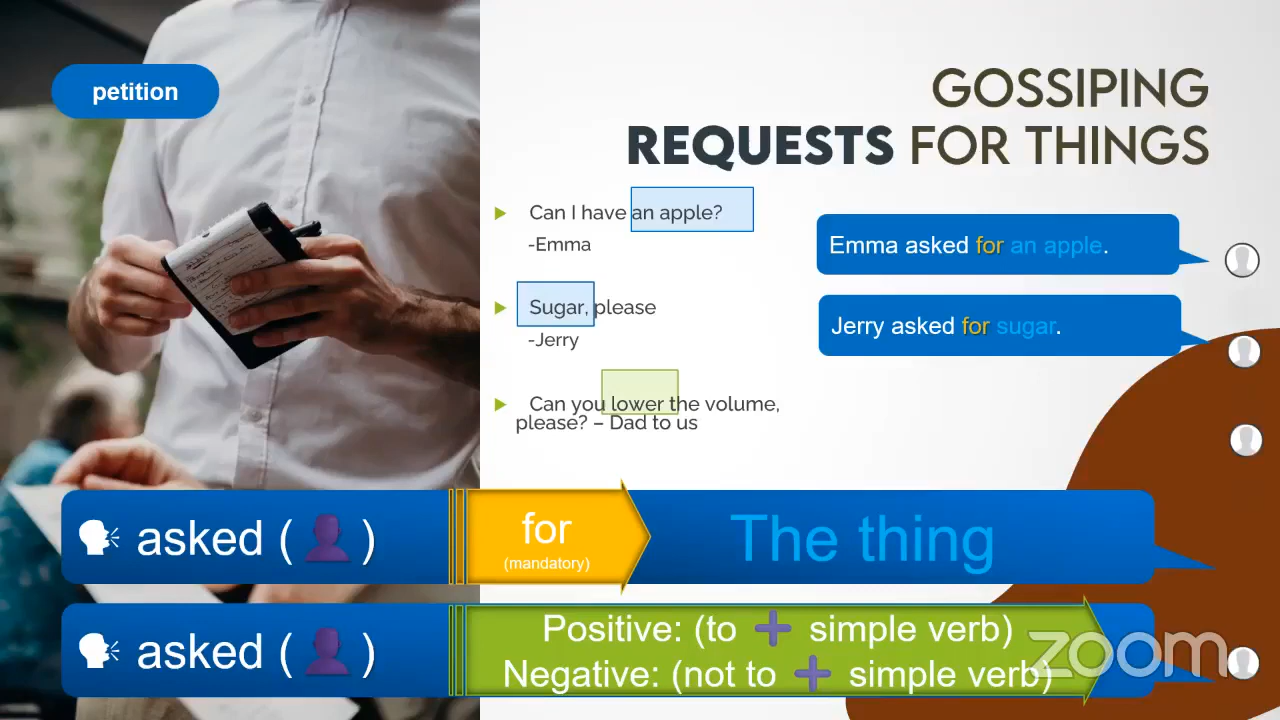 petition
GOSSIPING
REQUESTS FOR THINGS
Can I have an apple?
-Emma
Emma asked for an apple.
Sugar, please
-Jerry
Jerry asked for sugar.
Can you lower the volume,
please? – Dad to us
asked ( ) for The thing
(mandatory)
asked ( ) Positive: (to + simple verb)
Negative: (not to + simple verb)
zoom